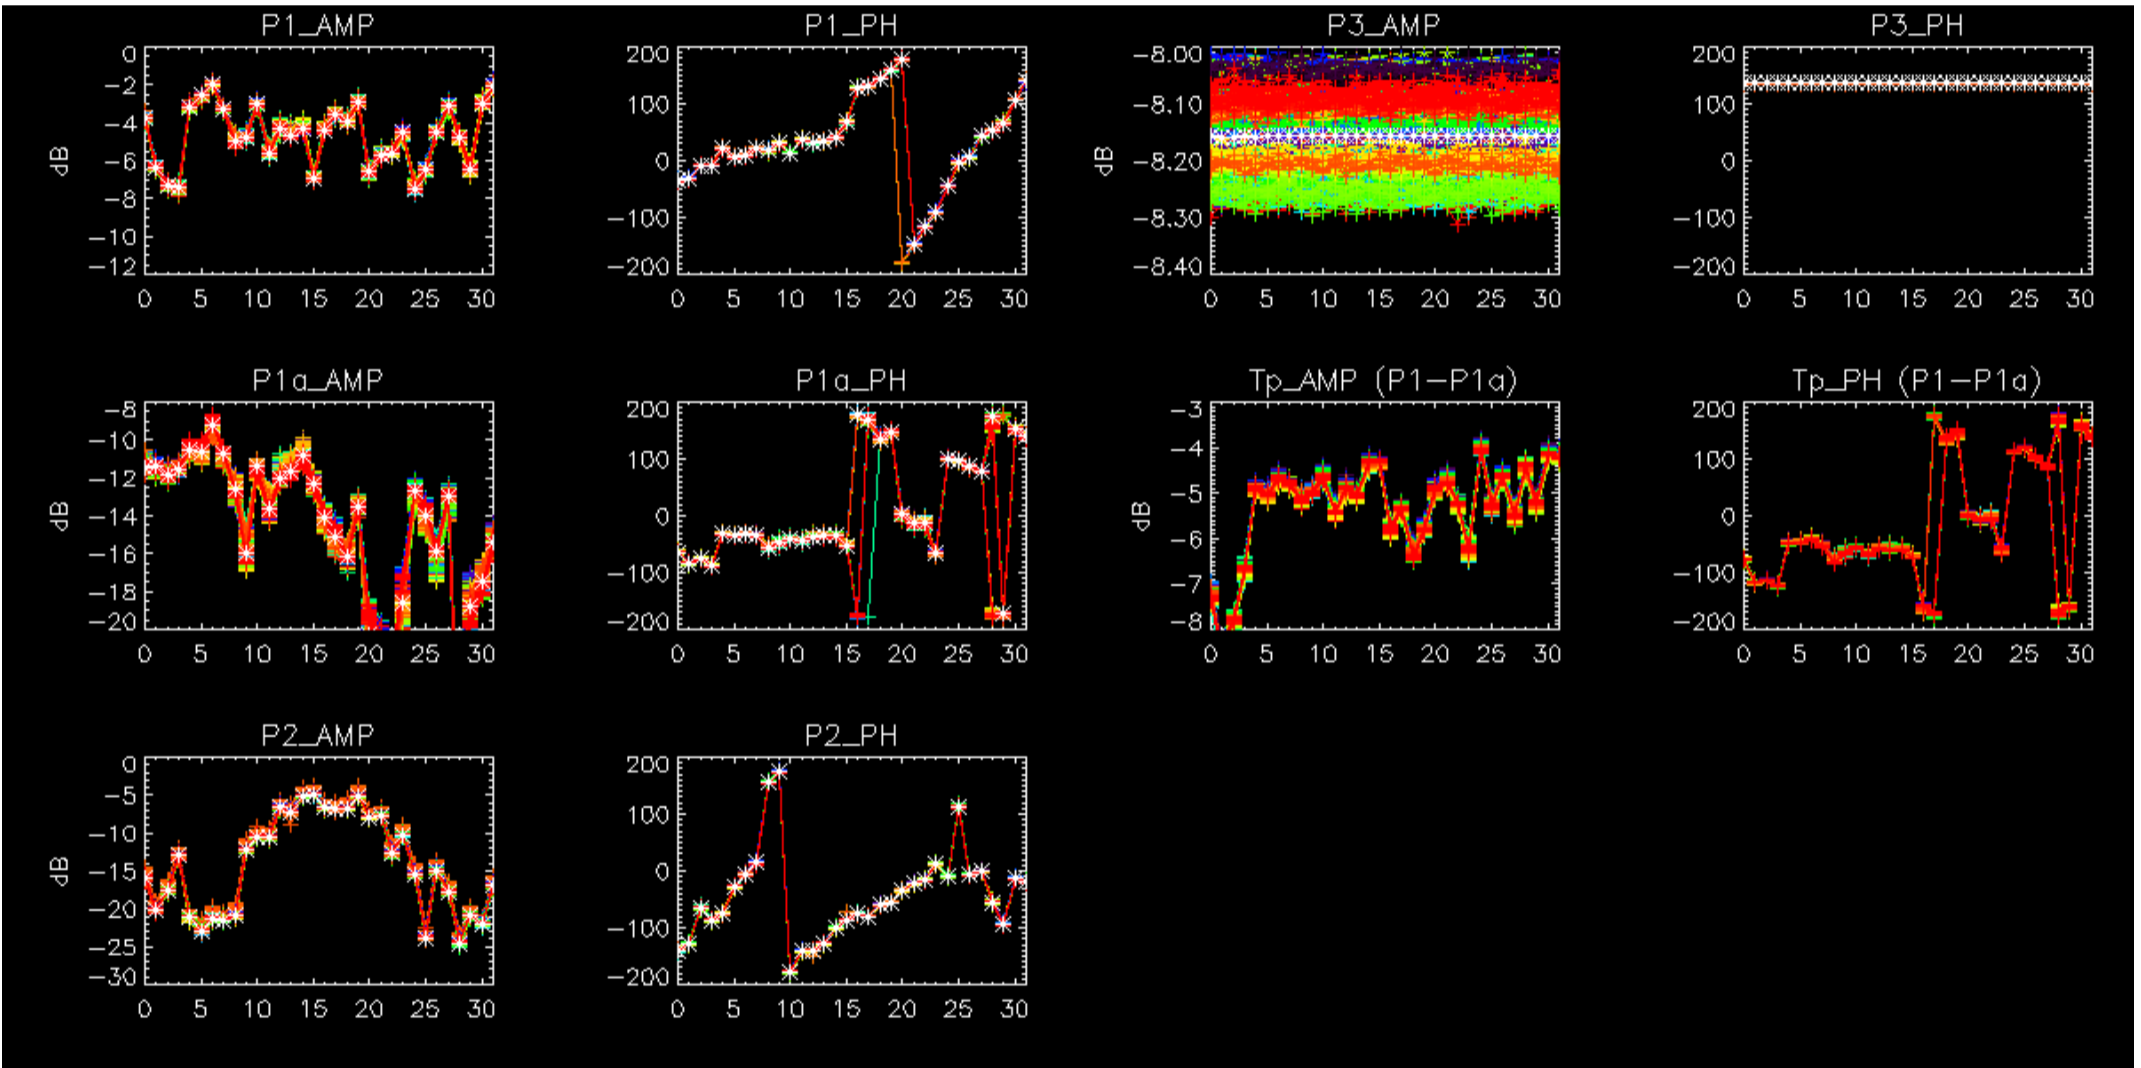 P1_AMP
0
−2
−4
−6
−8
−10
−12
dB
0 5 10 15 20 25 30
P1_PH
200
100
0
−100
−200
0 5 10 15 20 25 30
P3_AMP
−8.00
−8.10
−8.20
−8.30
−8.40
dB
0 5 10 15 20 25 30
P3_PH
200
100
0
−100
−200
0 5 10 15 20 25 30
P1a_AMP
−8
−10
−12
−14
−16
−18
−20
dB
0 5 10 15 20 25 30
P1a_PH
200
100
0
−100
−200
0 5 10 15 20 25 30
Tp_AMP (P1−P1a)
−3
−4
−5
−6
−7
−8
dB
0 5 10 15 20 25 30
Tp_PH (P1−P1a)
200
100
0
−100
−200
0 5 10 15 20 25 30
P2_AMP
0
−5
−10
−15
−20
−25
−30
dB
0 5 10 15 20 25 30
P2_PH
200
100
0
−100
−200
0 5 10 15 20 25 30